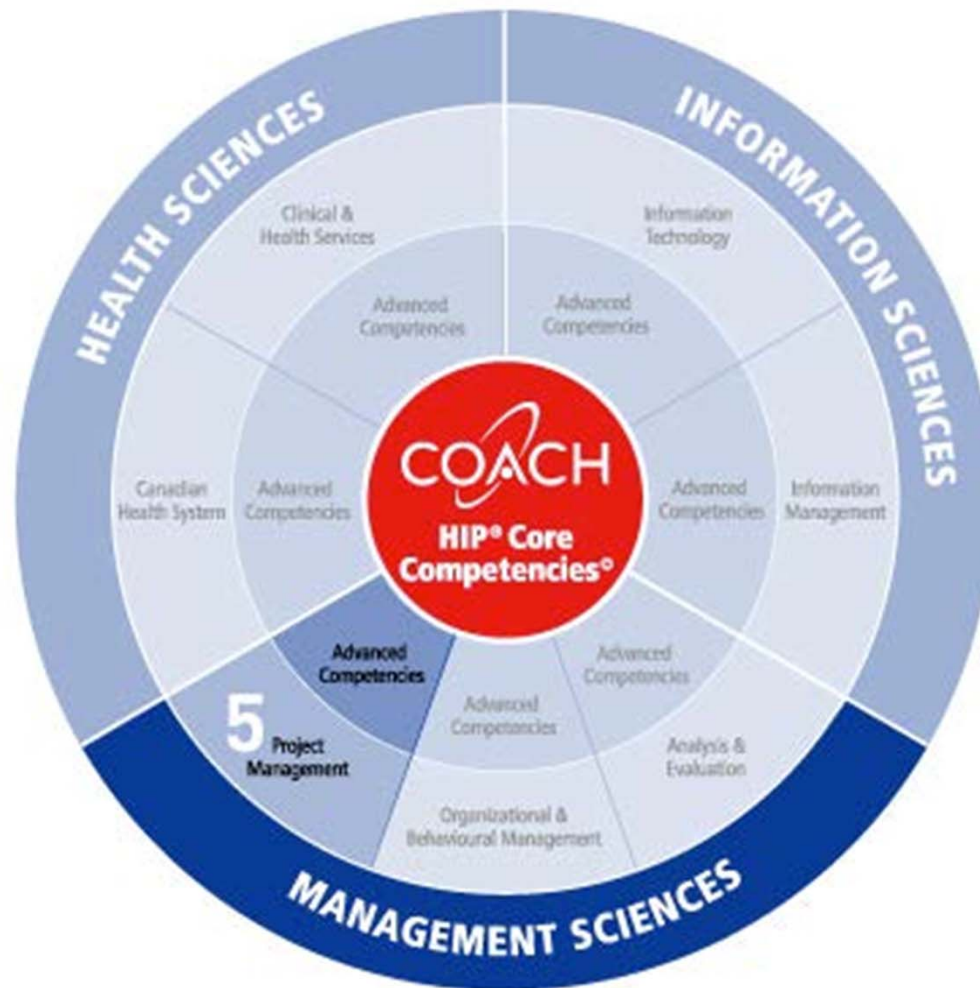 HEALTH SCIENCES
INFORMATION SCIENCES
Clinical &
Health Services
Information
Technology
Advanced
Competencies
Advanced
Competencies
Canadian
Health System
Advanced
Competencies
COACH
HIP® Core
Competencies©
Advanced
Competencies
Information
Management
Advanced
Competencies
Advanced
Competencies
Advanced
Competencies
5
Project
Management
Analysis &
Evaluation
Organizational &
Behavioural Management
MANAGEMENT SCIENCES